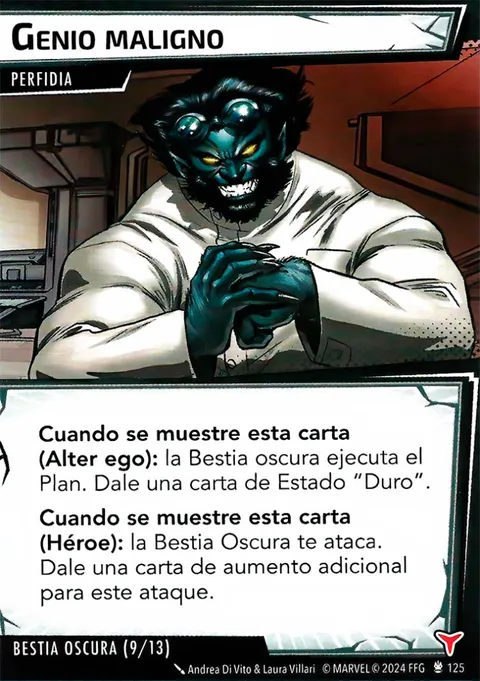 Genio maligno
PERFIDIA
Cuando se muestre esta carta
(Alter ego): la Bestia oscura ejecuta el
Plan. Dale una carta de Estado “Duro”.
Cuando se muestre esta carta
(Héroe): la Bestia Oscura te ataca.
Dale una carta de aumento adicional
para este ataque.
BESTIA OSCURA (9/13)
Andrea Di Vito & Laura Villari © MARVEL © 2024 FFG 125